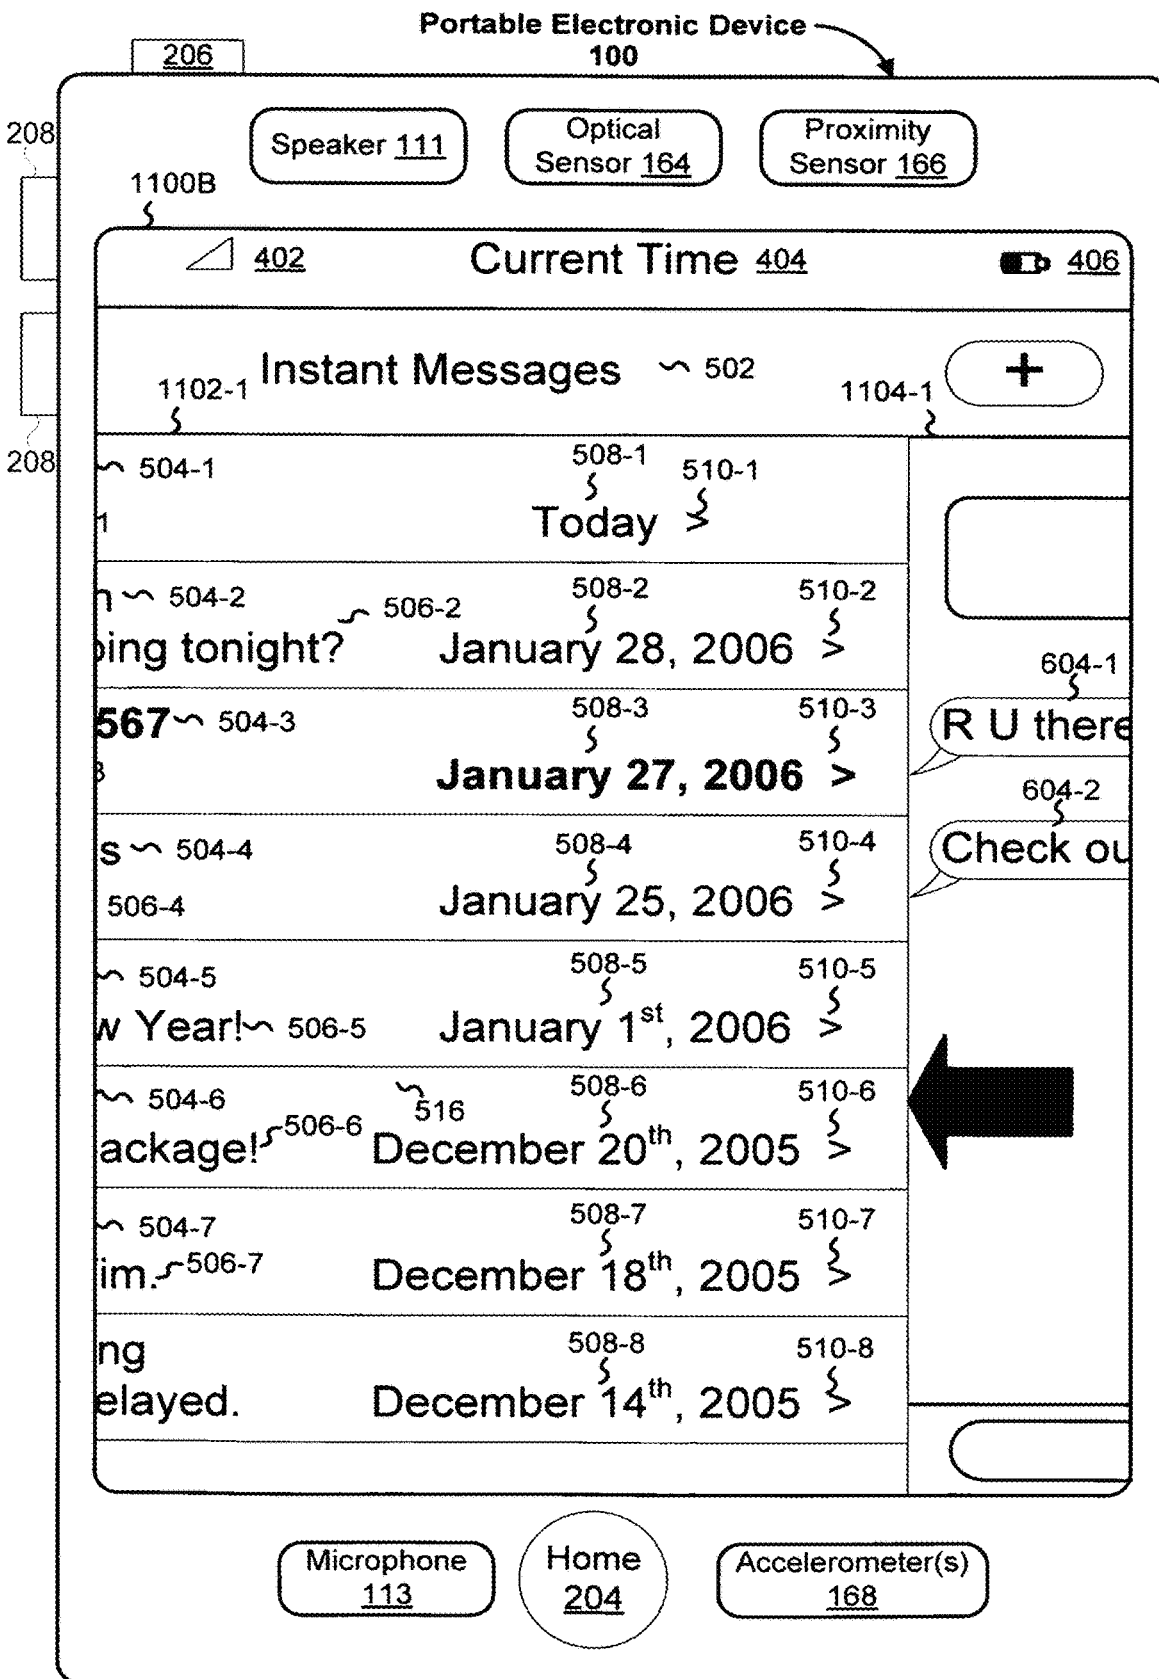 Portable Electronic Device
100
206
208
Speaker 111
Optical
Sensor 164
Proximity
Sensor 166
1100B
402
Current Time 404
406
Instant Messages
502
+
1102-1
1104-1
208
504-1
508-1
510-1
1
Today >
504-2
506-2
508-2
510-2
ing tonight?
January 28, 2006 >
604-1
567
504-3
508-3
510-3
R U there
January 27, 2006 >
604-2
s
504-4
508-4
510-4
Check ou
506-4
January 25, 2006 >
504-5
508-5
510-5
w Year!
506-5
January 1st, 2006 >
504-6
516
508-6
510-6
ackage!
506-6
December 20th, 2005 >
504-7
508-7
510-7
im.
506-7
December 18th, 2005 >
ng
508-8
510-8
elayed.
December 14th, 2005 >
Microphone
113
Home
204
Accelerometer(s)
168